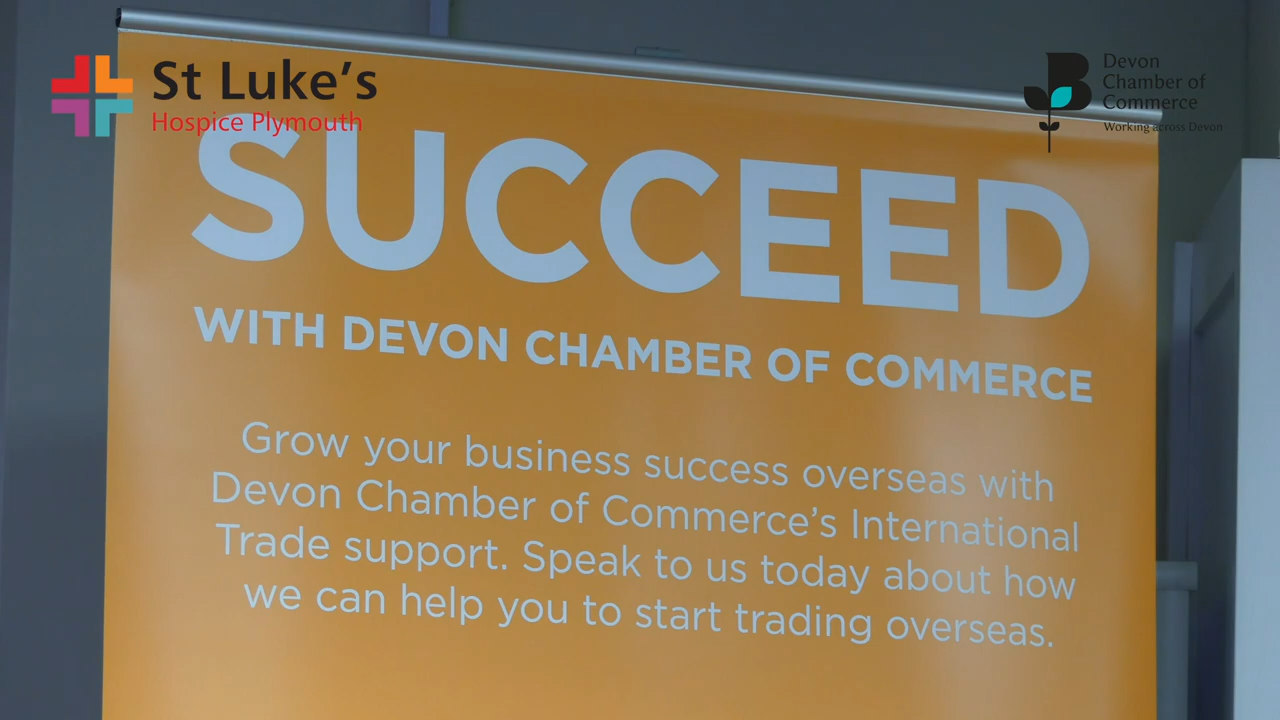 St Luke's
Hospice Plymouth
Devon
Chamber of
Commerce
Working across Devon
SUCCEED
WITH DEVON CHAMBER OF COMMERCE
Grow your business success overseas with
Devon Chamber of Commerce's International
Trade support. Speak to us today about how
we can help you to start trading overseas.